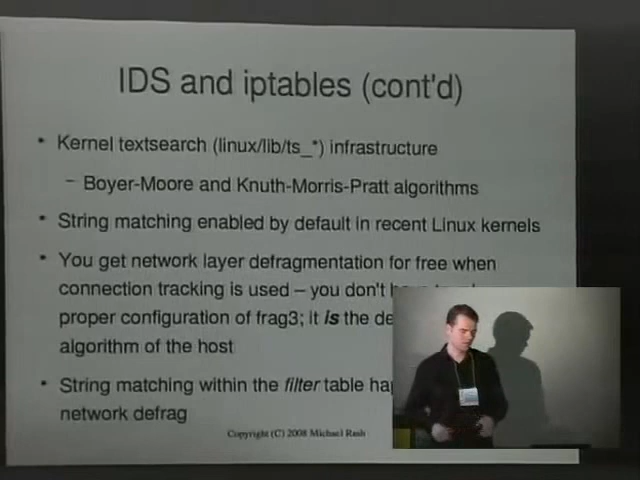 IDS and iptables (cont'd)
• Kernel textsearch (linux/lib/ts_*) infrastructure
– Boyer-Moore and Knuth-Morris-Pratt algorithms
• String matching enabled by default in recent Linux kernels
• You get network layer defragmentation for free when
connection tracking is used – you don't
proper configuration of frag3; it is the
algorithm of the host
• String matching within the filter table
network defrag
Copyright (C) 2008 Michael Rash